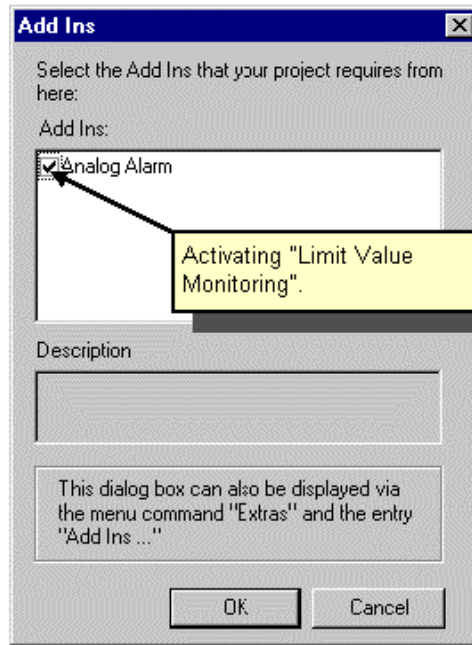 Add Ins
Select the Add Ins that your project requires from
here:
Add Ins:
Analog Alarm
Activating "Limit Value
Monitoring".
Description
This dialog box can also be displayed via
the menu command "Extras" and the entry
"Add Ins ..."
OK
Cancel